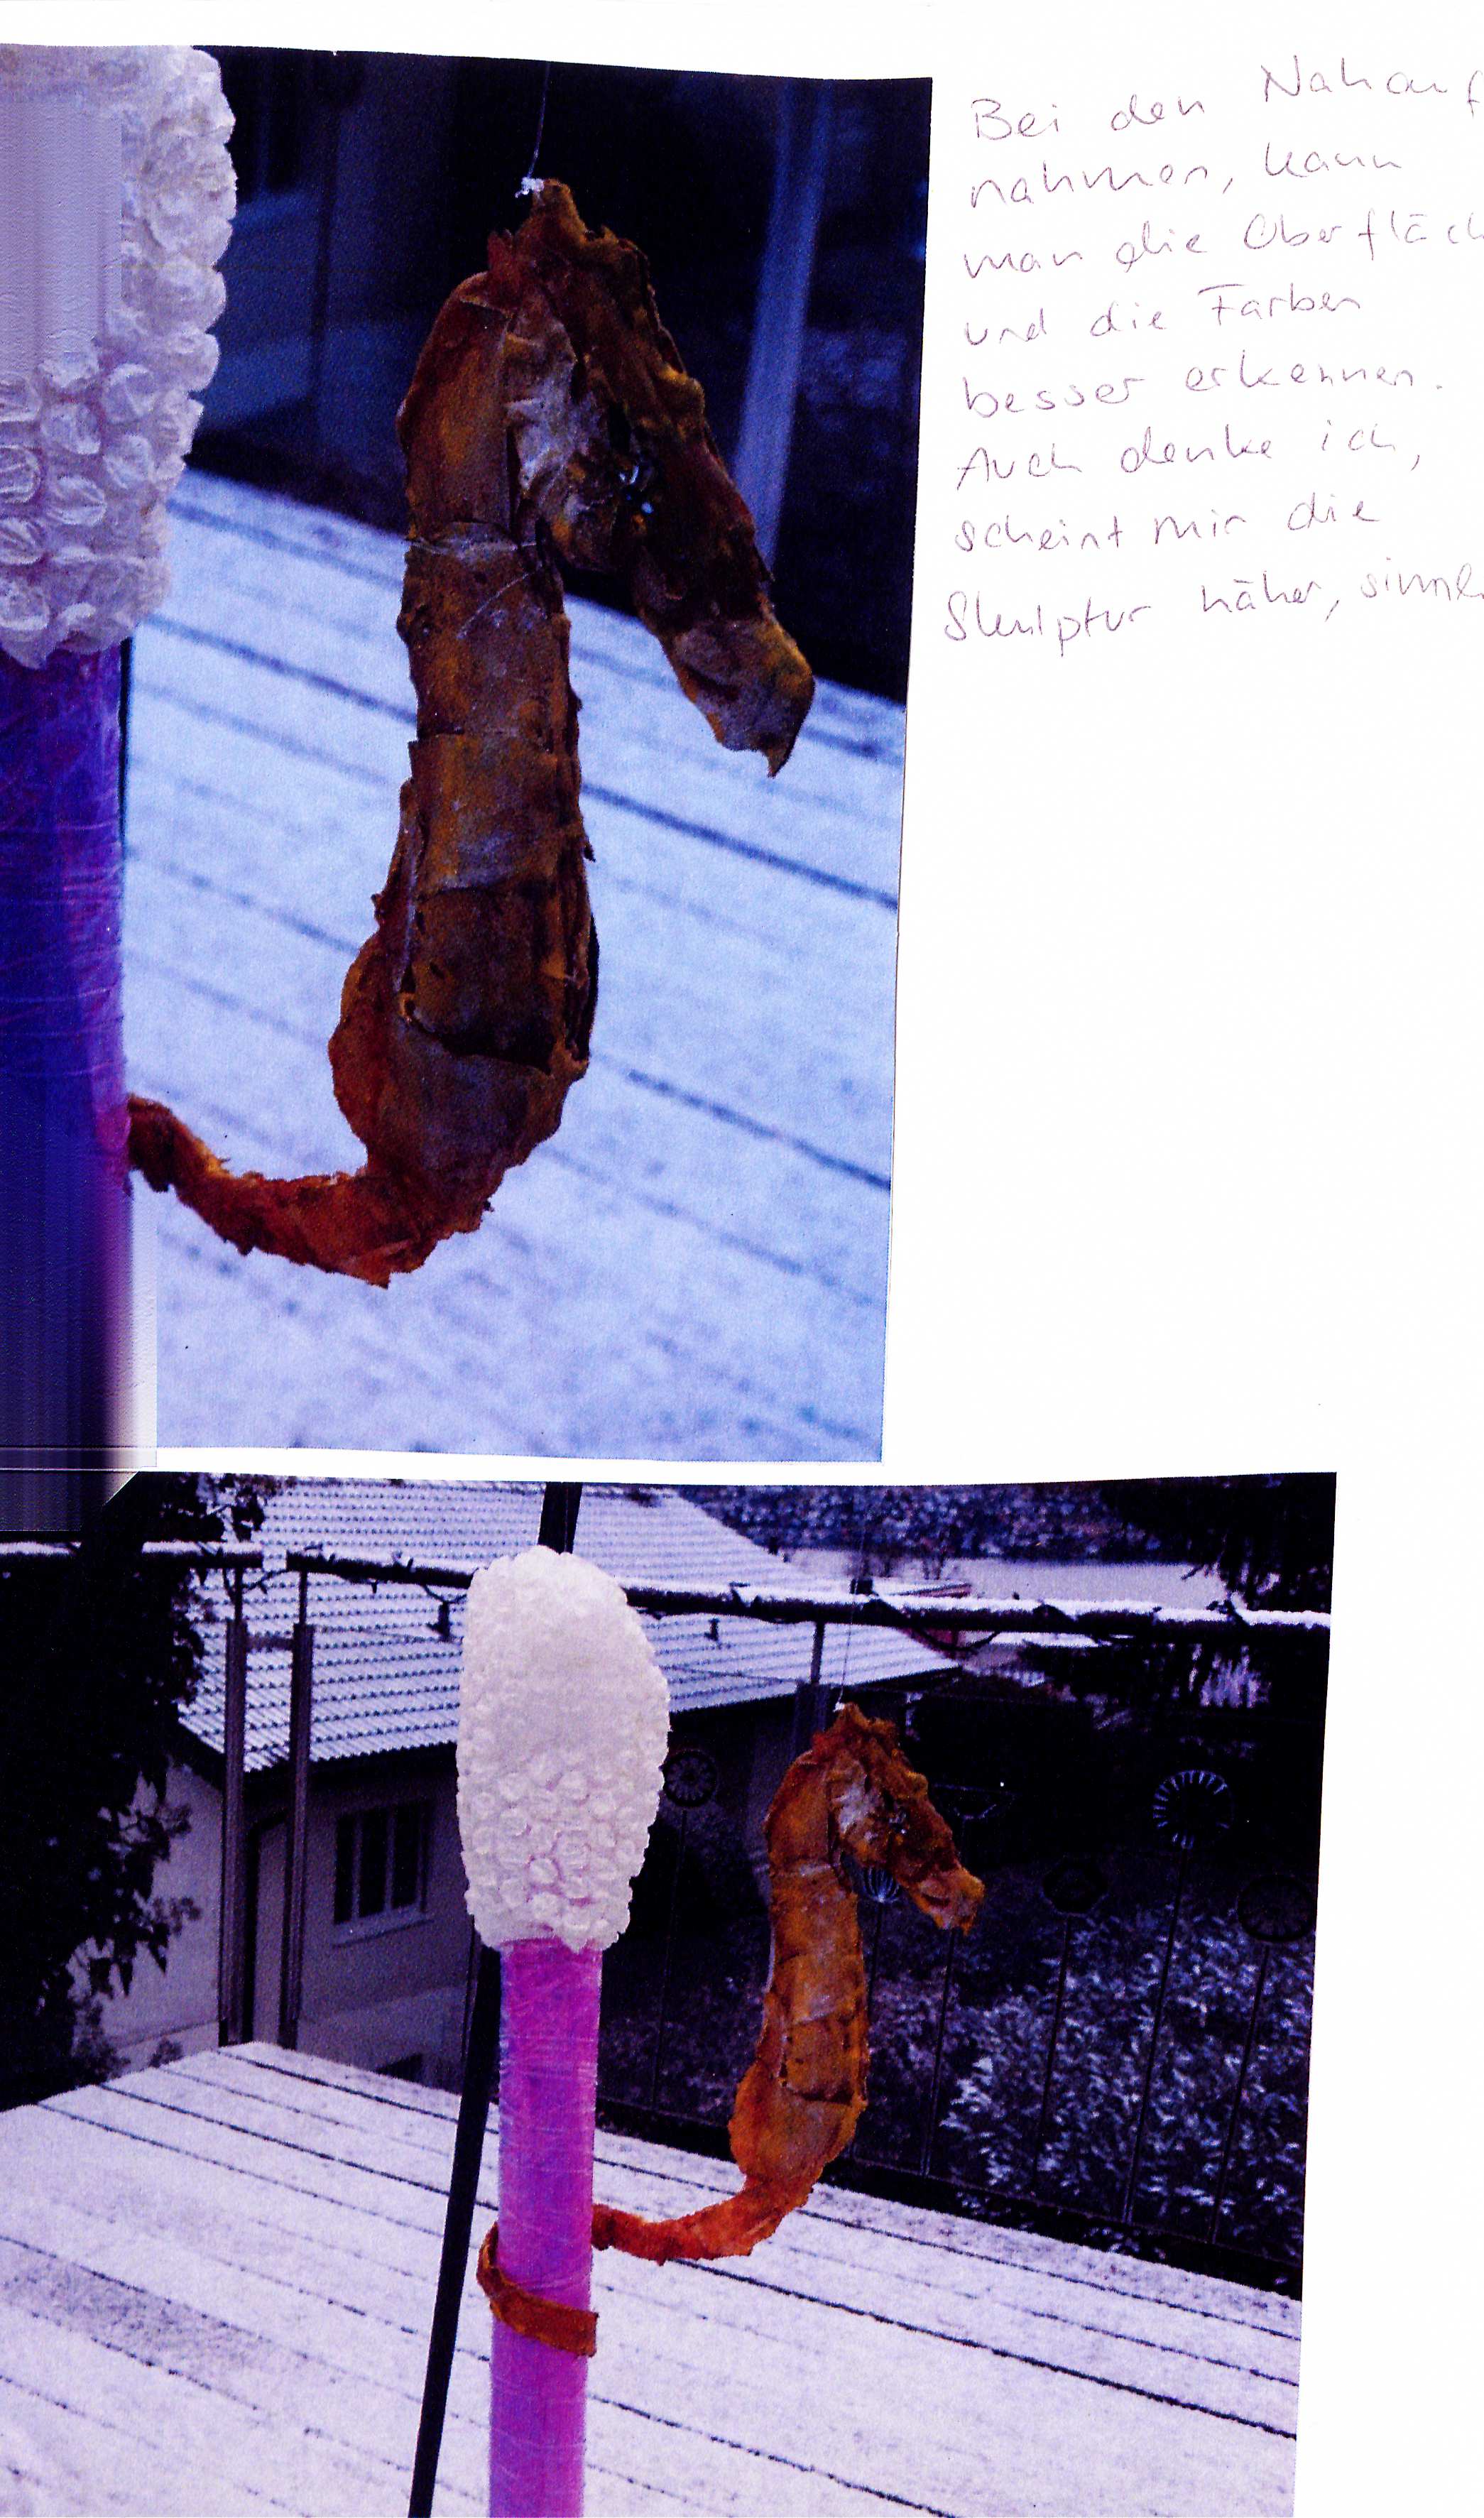 Bei den Nahauf
nahmen, kann
man die Oberfläch
und die Farben
besser erkennen.
Auch denke ich,
scheint mir die
Skulptur näher,